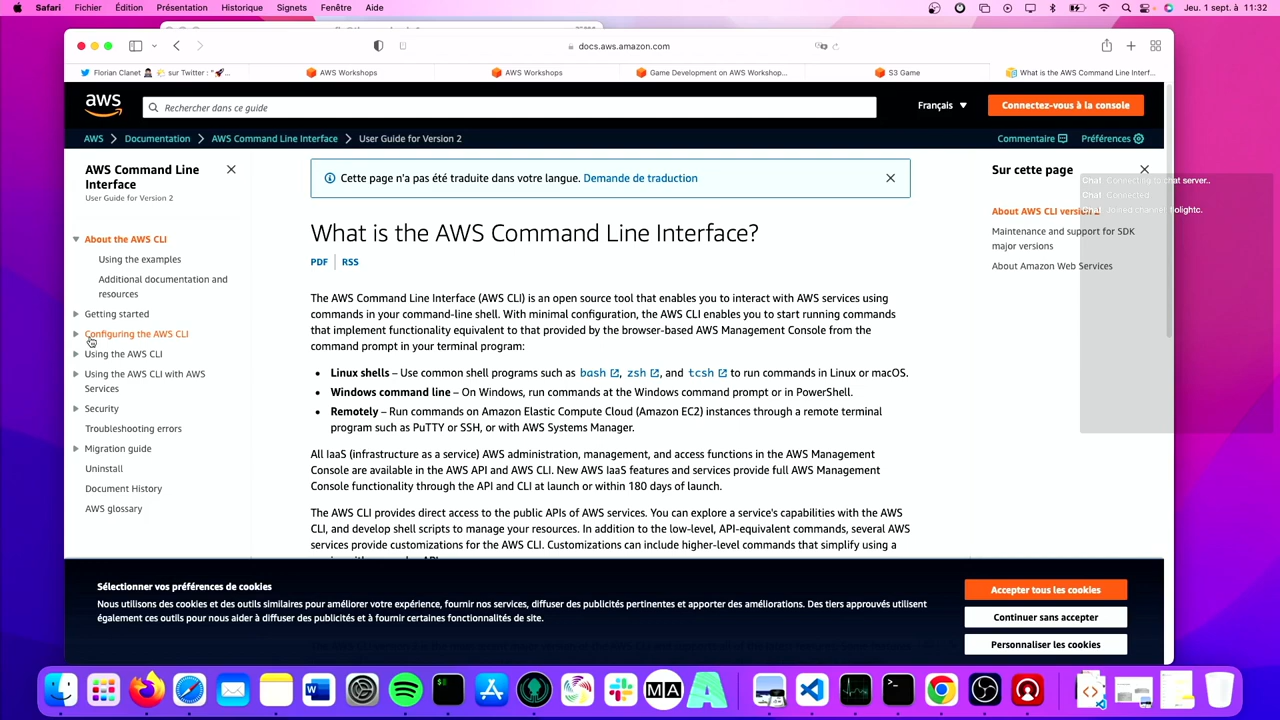 Safari Fichier Édition Présentation Historique Signets Fenêtre Aide
Jeu. 1 sept. à 11:32
docs.aws.amazon.com
Florian Clanet sur Twitter : "🚀...
AWS Workshops
AWS Workshops
Game Development on AWS Workshop...
S3 Game
What is the AWS Command Line Interf...
aws
Rechercher dans ce guide
Français
Connectez-vous à la console
AWS > Documentation > AWS Command Line Interface > User Guide for Version 2
Commentaire
Préférences
AWS Command Line
Interface
User Guide for Version 2
About the AWS CLI
Using the examples
Additional documentation and
resources
Getting started
Configuring the AWS CLI
Using the AWS CLI
Using the AWS CLI with AWS
Services
Security
Troubleshooting errors
Migration guide
Uninstall
Document History
AWS glossary
Cette page n'a pas été traduite dans votre langue. Demande de traduction
What is the AWS Command Line Interface?
PDF | RSS
The AWS Command Line Interface (AWS CLI) is an open source tool that enables you to interact with AWS services using
commands in your command-line shell. With minimal configuration, the AWS CLI enables you to start running commands
that implement functionality equivalent to that provided by the browser-based AWS Management Console from the
command prompt in your terminal program:
• Linux shells – Use common shell programs such as bash, zsh, and tcsh to run commands in Linux or macOS.
• Windows command line – On Windows, run commands at the Windows command prompt or in PowerShell.
• Remotely – Run commands on Amazon Elastic Compute Cloud (Amazon EC2) instances through a remote terminal
program such as PuTTY or SSH, or with AWS Systems Manager.
All IaaS (infrastructure as a service) AWS administration, management, and access functions in the AWS Management
Console are available in the AWS API and AWS CLI. New AWS IaaS features and services provide full AWS Management
Console functionality through the API and CLI at launch or within 180 days of launch.
The AWS CLI provides direct access to the public APIs of AWS services. You can explore a service's capabilities with the AWS
CLI, and develop shell scripts to manage your resources. In addition to the low-level, API-equivalent commands, several AWS
services provide customizations for the AWS CLI. Customizations can include higher-level commands that simplify using a
Sur cette page
About AWS CLI version
Maintenance and support for SDK
major versions
About Amazon Web Services
Chat: Connecting to chat server..
Chat: Connected
Chat: Joined channel
Sélectionner vos préférences de cookies
Nous utilisons des cookies et des outils similaires pour améliorer votre expérience, fournir nos services, diffuser des publicités pertinentes et apporter des améliorations. Des tiers approuvés utilisent
également ces outils pour nous aider à diffuser des publicités et à fournir certaines fonctionnalités de site.
Accepter tous les cookies
Continuer sans accepter
Personnaliser les cookies
MA